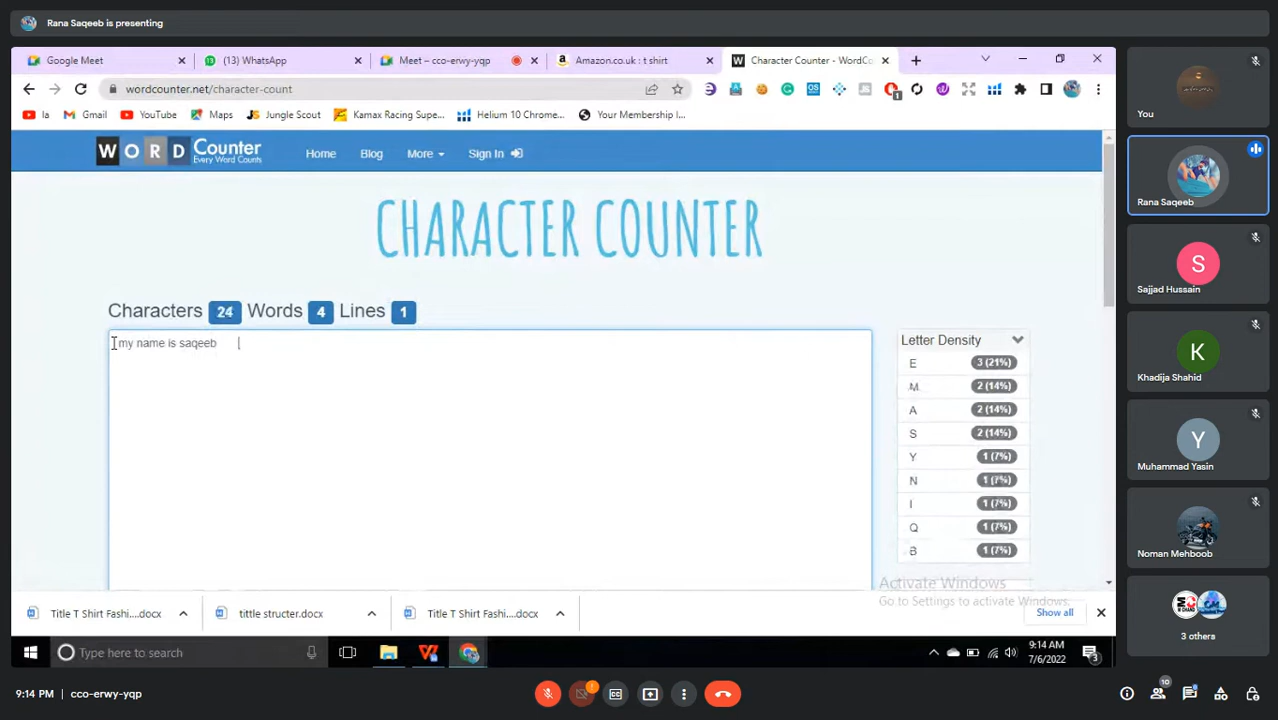 Rana Saqeeb is presenting
Google Meet
(13) WhatsApp
Meet – cco-erwy-yqp
Amazon.co.uk : t shirt
Character Counter - WordCo
wordcounter.net/character-count
la
Gmail
YouTube
Maps
Jungle Scout
Kamax Racing Supe...
Helium 10 Chrome...
Your Membership I...
WORD Counter
Every Word Counts
Home
Blog
More
Sign In
CHARACTER COUNTER
Characters 24 Words 4 Lines 1
my name is saqeeb
Letter Density
E 3 (21%)
M 2 (14%)
A 2 (14%)
S 2 (14%)
Y 1 (7%)
N 1 (7%)
I 1 (7%)
Q 1 (7%)
B 1 (7%)
Activate Windows
Go to Settings to activate Windows.
Title T Shirt Fashi....docx
tittle structer.docx
Title T Shirt Fashi....docx
Show all
Type here to search
9:14 AM
7/6/2022
3
You
Rana Saqeeb
S
Sajjad Hussain
K
Khadija Shahid
Y
Muhammad Yasin
Noman Mehboob
3 others
9:14 PM
cco-erwy-yqp
10